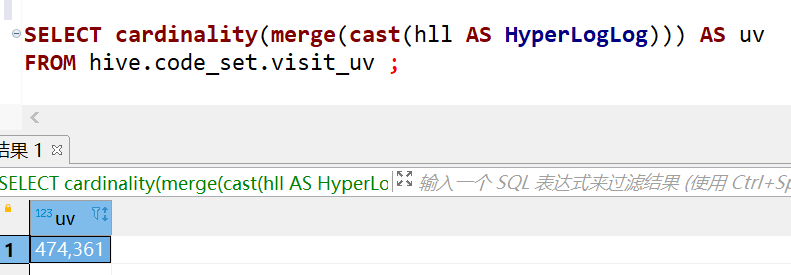 SELECT cardinality(merge(cast(hll AS HyperLogLog))) AS uv
FROM hive.code_set.visit_uv ;
结果 1
SELECT cardinality(merge(cast(hll AS HyperLo 输入一个 SQL 表达式来过滤结果 (使用 Ctrl+Sp
123 uv
1 474,361